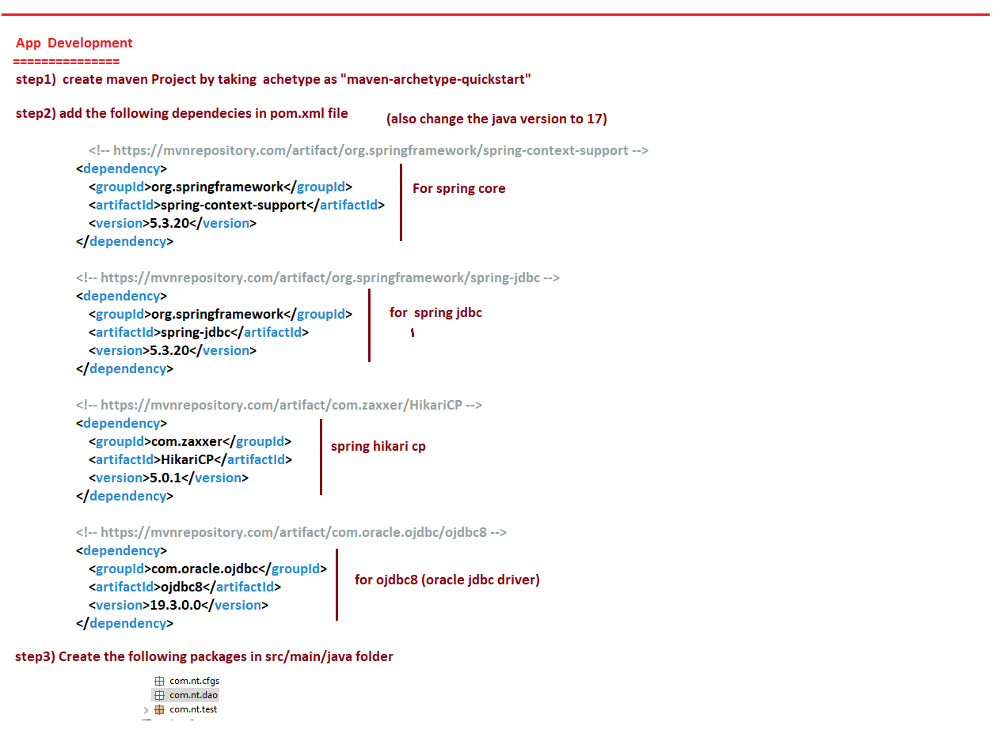 App  Development
===============
step1)  create maven Project by taking  achetype as "maven-archetype-quickstart"
step2) add the following dependecies in pom.xml file
(also change the java version to 17)
<!-- https://mvnrepository.com/artifact/org.springframework/spring-context-support -->
<dependency>
<groupId>org.springframework</groupId>
For spring core
<artifactId>spring-context-support</artifactId>
<version>5.3.20</version>
</dependency>
<!-- https://mvnrepository.com/artifact/org.springframework/spring-jdbc -->
<dependency>
<groupId>org.springframework</groupId>
for  spring jdbc
<artifactId>spring-jdbc</artifactId>
<version>5.3.20</version>
</dependency>
<!-- https://mvnrepository.com/artifact/com.zaxxer/HikariCP -->
<dependency>
<groupId>com.zaxxer</groupId>
spring hikari cp
<artifactId>HikariCP</artifactId>
<version>5.0.1</version>
</dependency>
<!-- https://mvnrepository.com/artifact/com.oracle.ojdbc/ojdbc8 -->
<dependency>
<groupId>com.oracle.ojdbc</groupId>
for ojdbc8 (oracle jdbc driver)
<artifactId>ojdbc8</artifactId>
<version>19.3.0.0</version>
</dependency>
step3) Create the following packages in src/main/java folder
com.nt.cfgs
com.nt.dao
com.nt.test